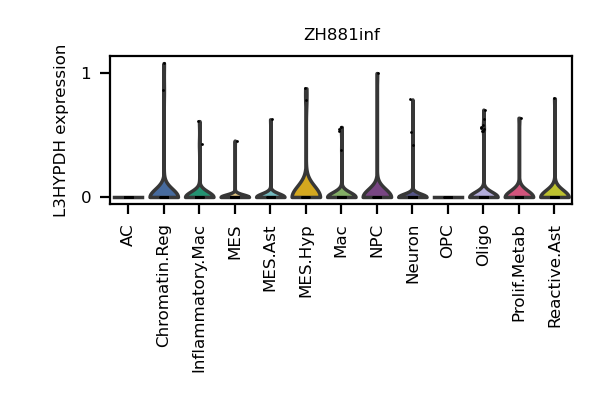 ZH881inf
L3HYPDH expression
1
0
AC
Chromatin.Reg
Inflammatory.Mac
MES
MES.Ast
MES.Hyp
Mac
NPC
Neuron
OPC
Oligo
Prolif.Metab
Reactive.Ast